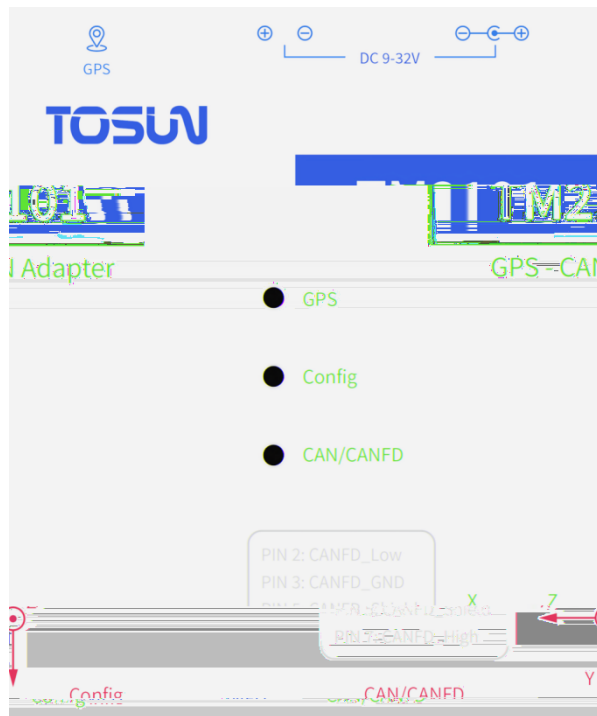 GPS
DC 9-32V
TOSUN
Adapter
GPS - CAN
GPS
Config
CAN/CANFD
PIN 2: CANFD_Low
PIN 3: CANFD_GND
PIN 7: CANFD_High
X Z
Y
Config CAN/CANFD